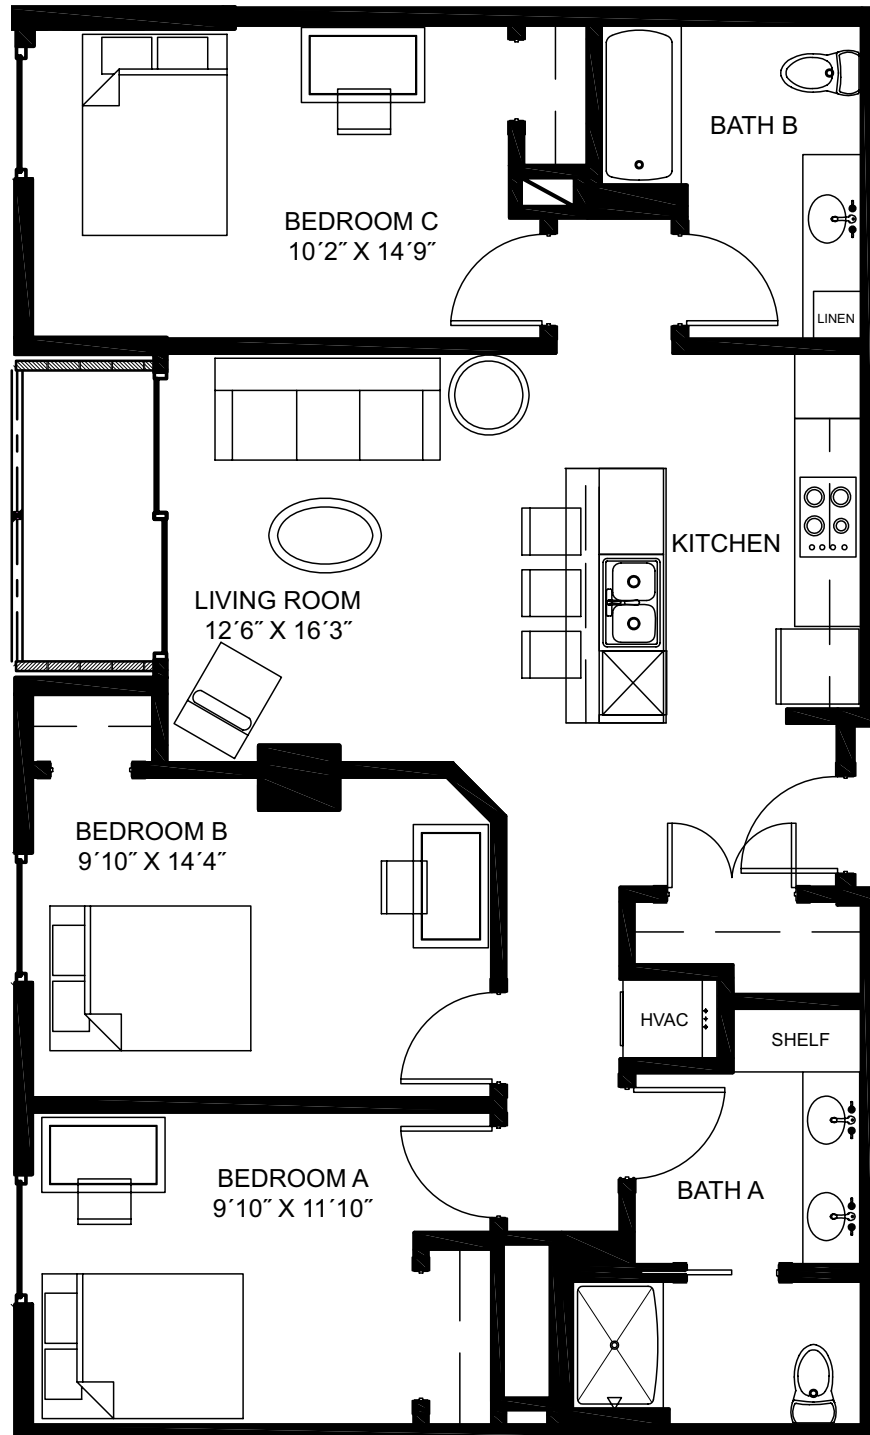 BATH B
BEDROOM C
10´2˝ X 14´9˝
LINEN
KITCHEN
LIVING ROOM
12´6˝ X 16´3˝
BEDROOM B
9´10˝ X 14´4˝
HVAC
SHELF
BEDROOM A
9´10˝ X 11´10˝
BATH A